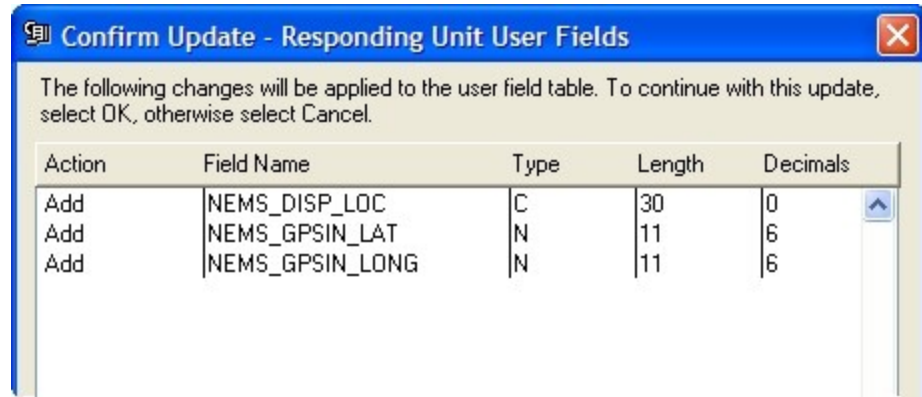 Confirm Update - Responding Unit User Fields
The following changes will be applied to the user field table. To continue with this update,
select OK, otherwise select Cancel.
Action Field Name Type Length Decimals
Add NEMS_DISP_LOC C 30 0
Add NEMS_GPSIN_LAT N 11 6
Add NEMS_GPSIN_LONG N 11 6